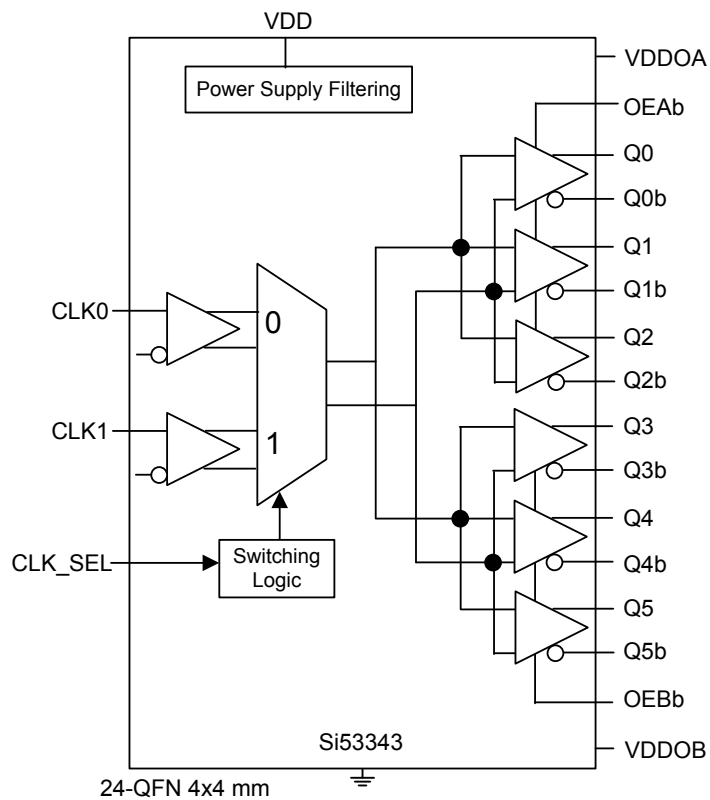 VDD
VDDOA
Power Supply Filtering
OEAb
Q0
Q0b
Q1
Q1b
CLK0
0
Q2
Q2b
CLK1
1
Q3
Q3b
Q4
CLK_SEL
Switching
Logic
Q4b
Q5
Q5b
OEBb
Si53343
VDDOB
24-QFN 4x4 mm